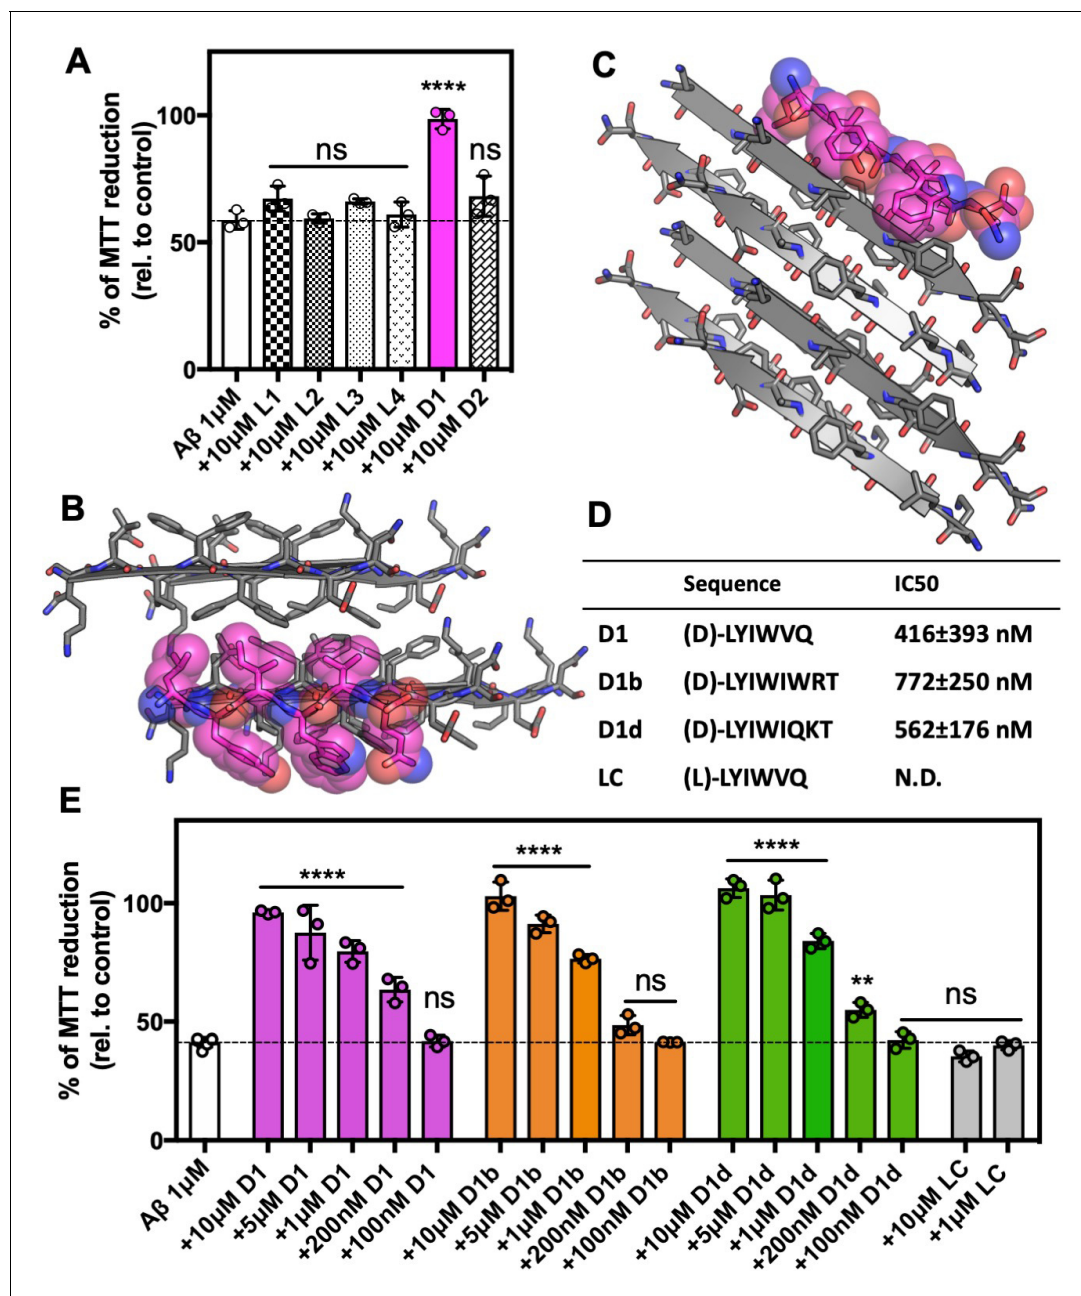 A
% of MTT reduction
(rel. to control)
100
50
0
ns
****
ns
Aβ 1μM
+10μM L1
+10μM L2
+10μM L3
+10μM L4
+10μM D1
+10μM D2
B
C
D
Sequence IC50
D1 (D)-LYIWVQ 416±393 nM
D1b (D)-LYIWIWRT 772±250 nM
D1d (D)-LYIWIQKT 562±176 nM
LC (L)-LYIWVQ N.D.
E
% of MTT reduction
(rel. to control)
100
50
0
****
ns
****
ns
****
**
ns
Aβ 1μM
+10μM D1
+5μM D1
+1μM D1
+200nM D1
+100nM D1
+10μM D1b
+5μM D1b
+1μM D1b
+200nM D1b
+100nM D1b
+10μM D1d
+5μM D1d
+1μM D1d
+200nM D1d
+100nM D1d
+10μM LC
+1μM LC